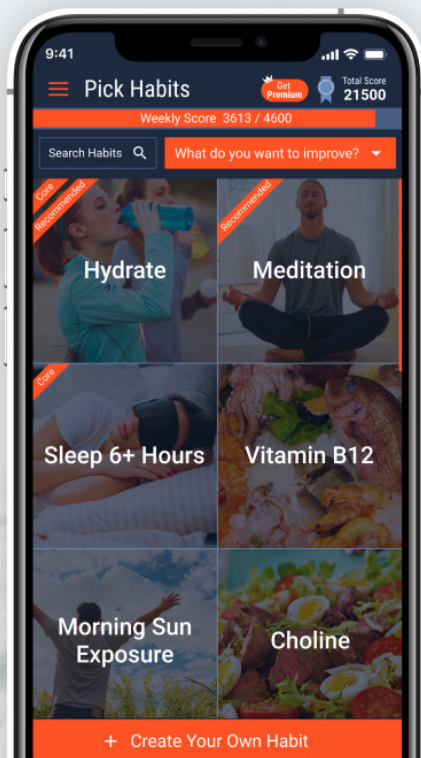 9:41
Pick Habits
Get
Premium
Total Score
21500
Weekly Score 3613 / 4600
Search Habits
What do you want to improve?
Core
Recommended
Hydrate
Recommended
Meditation
Core
Sleep 6+ Hours
Vitamin B12
Morning Sun
Exposure
Choline
+ Create Your Own Habit